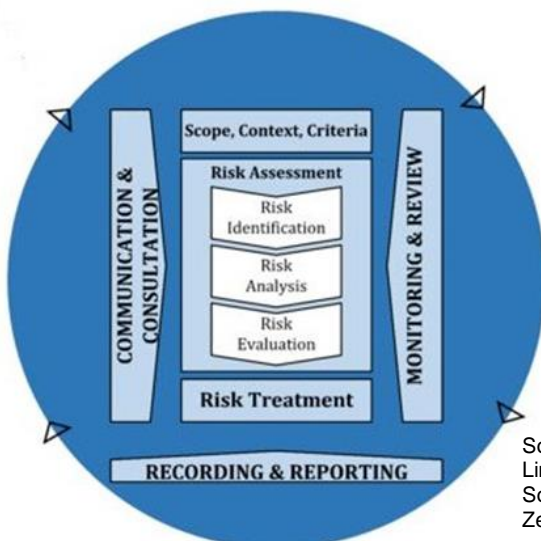 Scope, Context, Criteria
Risk Assessment
Risk
Identification
Risk
Analysis
Risk
Evaluation
Risk Treatment
COMMUNICATION &
CONSULTATION
MONITORING & REVIEW
RECORDING & REPORTING